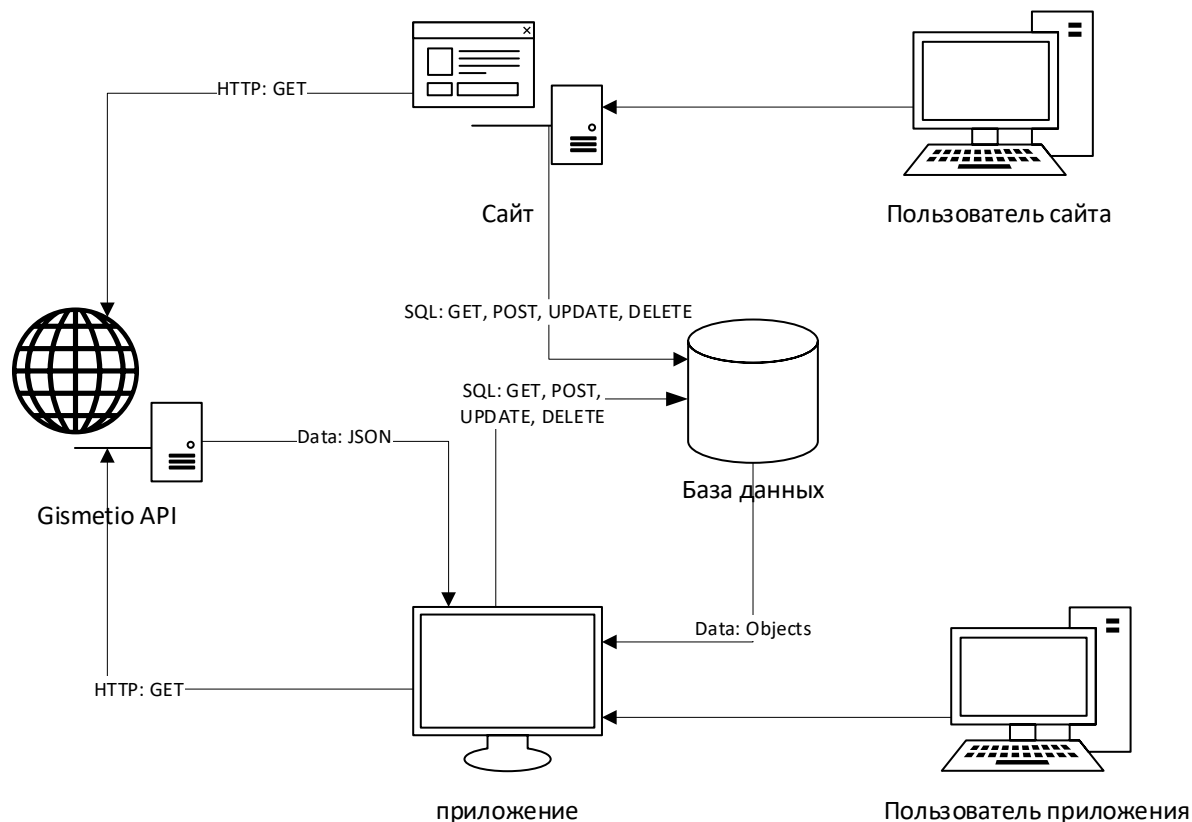 HTTP: GET
Сайт
Пользователь сайта
SQL: GET, POST, UPDATE, DELETE
SQL: GET, POST,
UPDATE, DELETE
Data: JSON
База данных
Gismetio API
Data: Objects
HTTP: GET
приложение
Пользователь приложения